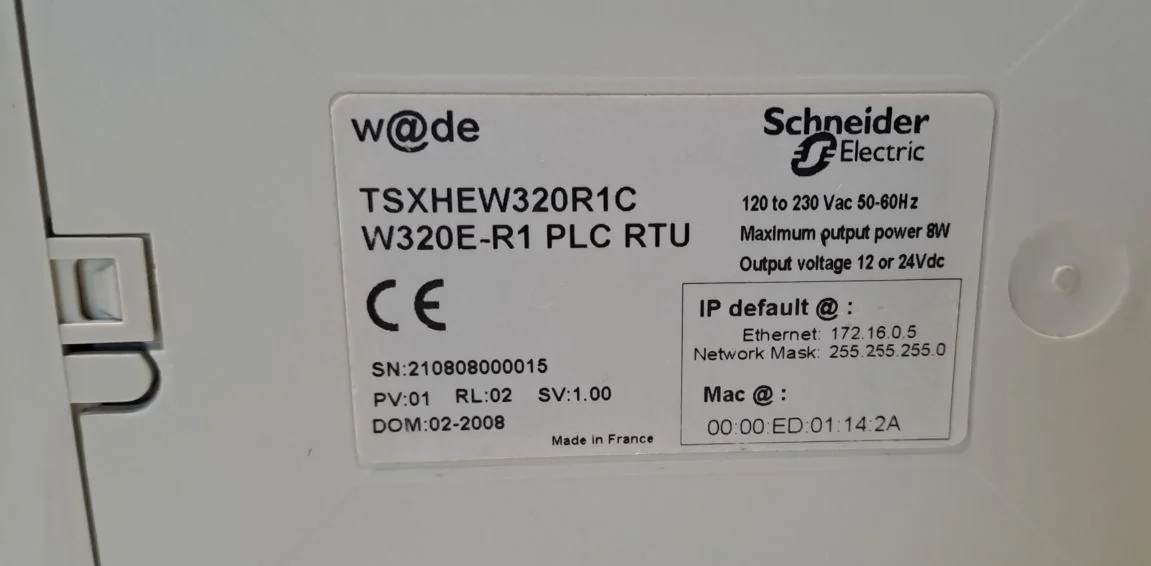 w@de
Schneider
Electric
TSXHEW320R1C
W320E-R1 PLC RTU
120 to 230 Vac 50-60Hz
Maximum output power 8W
Output voltage 12 or 24Vdc
CE
SN:210808000015
PV:01 RL:02 SV:1.00
DOM:02-2008
Made in France
IP default @ :
Ethernet: 172.16.0.5
Network Mask: 255.255.255.0
Mac @ :
00:00:ED:01:14:2A